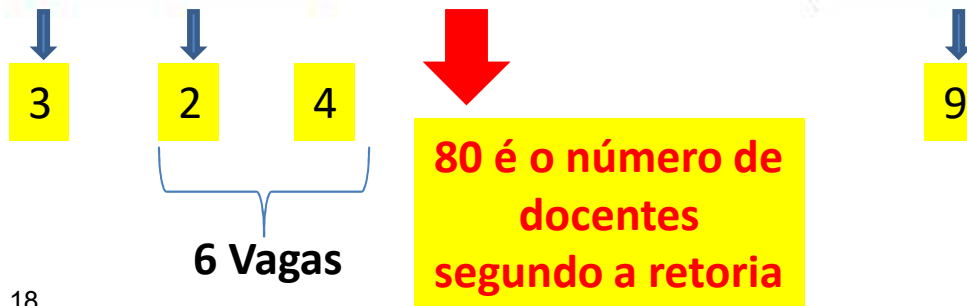 3 2 4 9
80 é o número de
docentes
segundo a retoria
6 Vagas
18